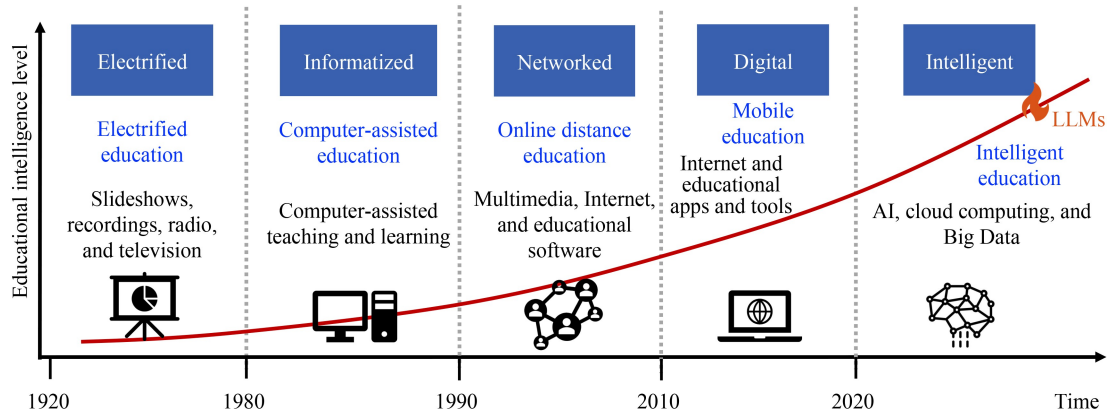 Educational intelligence level
Electrified
Informatized
Networked
Digital
Intelligent
Electrified
education
Computer-assisted
education
Online distance
education
Mobile
education
LLMs
Intelligent
education
Slideshows,
recordings, radio,
and television
Computer-assisted
teaching and learning
Multimedia, Internet,
and educational
software
Internet and
educational
apps and tools
AI, cloud computing, and
Big Data
1920
1980
1990
2010
2020
Time